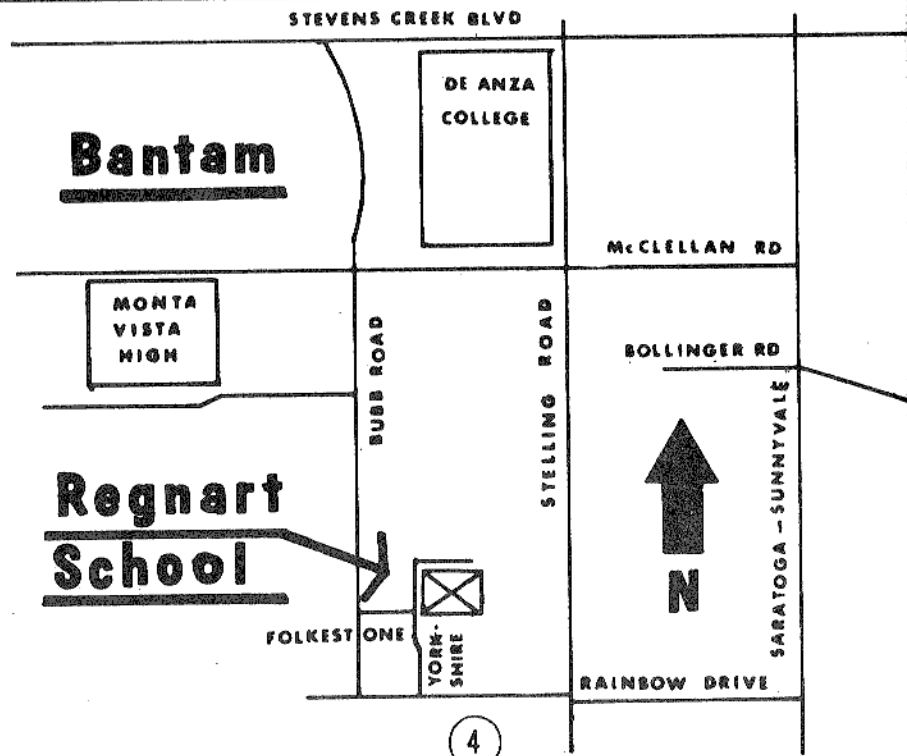 STEVENS CREEK BLVD
DE ANZA
COLLEGE
Bantam
McCLELLAN RD
MONTA
VISTA
HIGH
BUBB ROAD
STELLING ROAD
BOLLINGER RD
SARATOGA - SUNNYVALE
Regnart
School
N
FOLKESTONE
YORK-
SHIRE
RAINBOW DRIVE
4